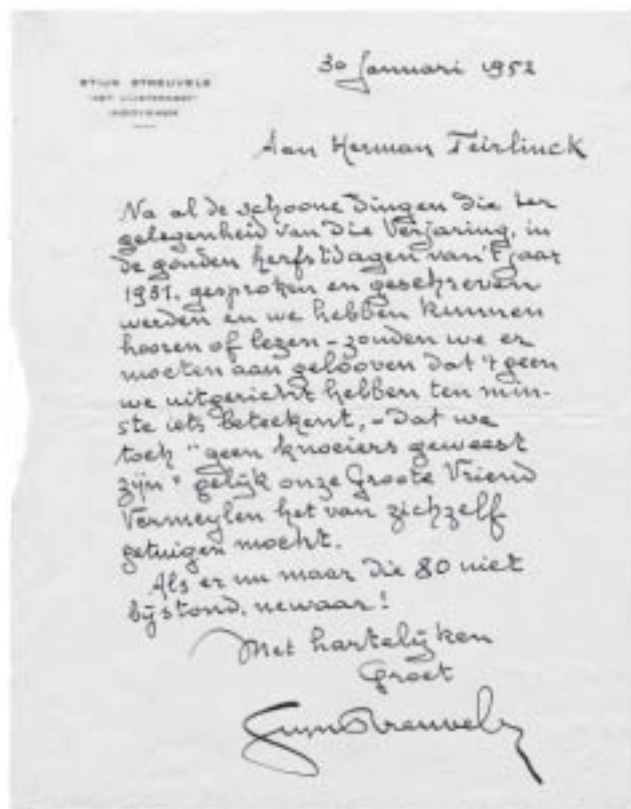 STIJN STREUVELS
HET LIJSTERNEST
INGOYGHEM
30 Januari 1952
Aan Herman Teirlinck
Na al de schoone dingen die ter
gelegenheid van die Verjaring, in
de gouden herfstdagen van 't jaar
1951, gesproken en geschreven
werden en we hebben kunnen
hooren of lezen – zouden we er
moeten aan gelooven dat 't geen
we uitgericht hebben ten min-
ste iets beteekent, – dat we
toch "geen knoeiers geweest
zijn" gelijk onze Groote Vriend
Vermeylen het van zichzelf
getuigen mocht.
Als er nu maar die 80 niet
bijstond, newaar!
Met hartelijken
Groet
Stijn Streuvels